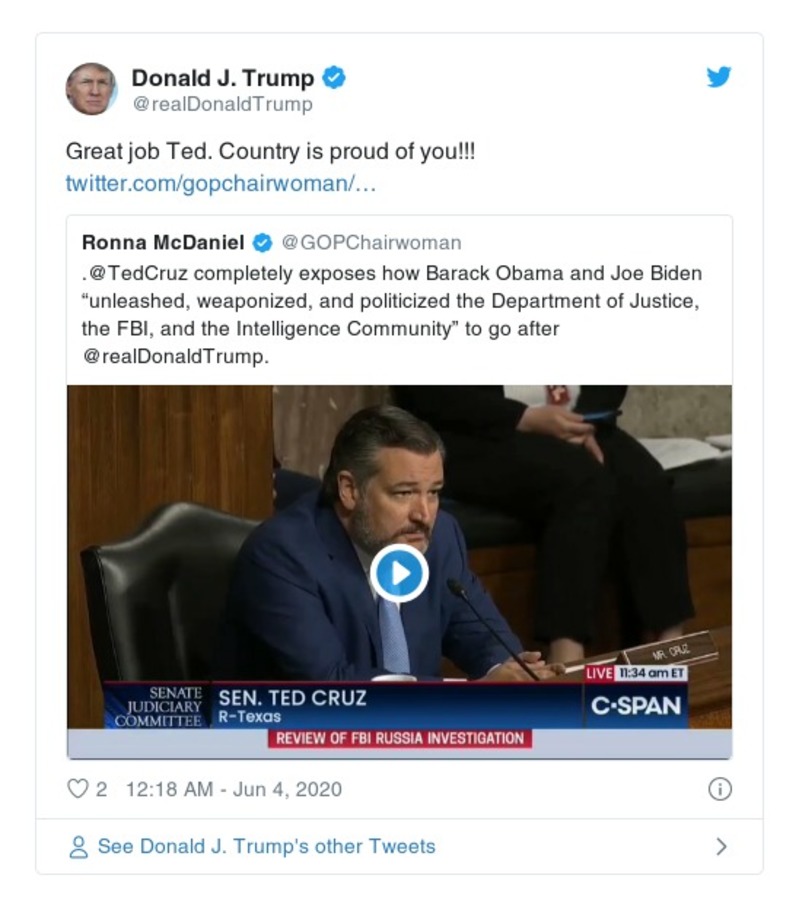 Donald J. Trump
@realDonaldTrump
Great job Ted. Country is proud of you!!!
twitter.com/gopchairwoman/…
Ronna McDaniel @GOPChairwoman
.@TedCruz completely exposes how Barack Obama and Joe Biden
“unleashed, weaponized, and politicized the Department of Justice,
the FBI, and the Intelligence Community” to go after
@realDonaldTrump.
MR. CRUZ
LIVE 11:34 am ET
SENATE
JUDICIARY
COMMITTEE
SEN. TED CRUZ
R-Texas
C-SPAN
REVIEW OF FBI RUSSIA INVESTIGATION
2 12:18 AM - Jun 4, 2020
See Donald J. Trump's other Tweets